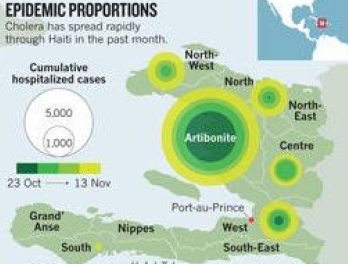 EPIDEMIC PROPORTIONS
Cholera has spread rapidly
through Haiti in the past month.
Cumulative
hospitalized cases
5,000
1,000
23 Oct → 13 Nov
North-
West
North
North-
East
Artibonite
Centre
Port-au-Prince
West
Grand’
Anse
Nippes
South
South-East